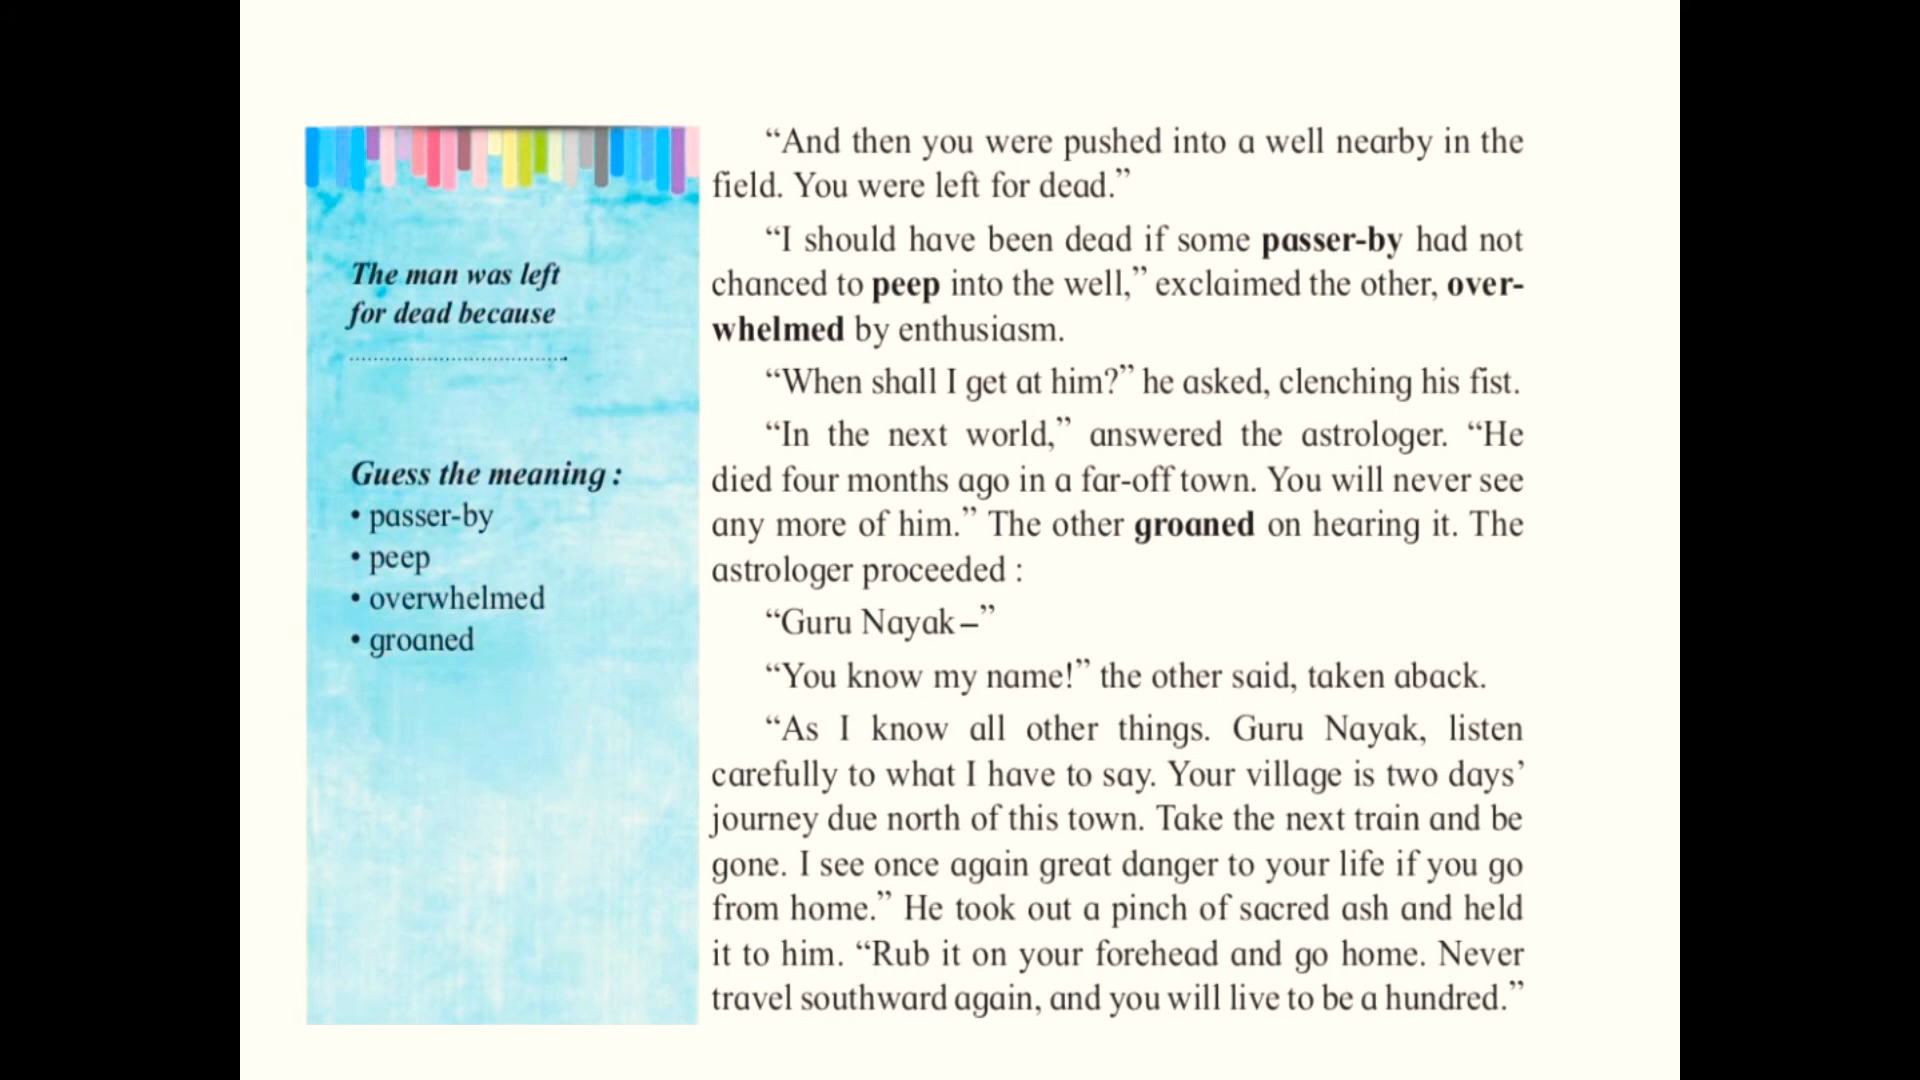 The man was left
for dead because
........................................
Guess the meaning :
• passer-by
• peep
• overwhelmed
• groaned
“And then you were pushed into a well nearby in the
field. You were left for dead.”
“I should have been dead if some passer-by had not
chanced to peep into the well,” exclaimed the other, over-
whelmed by enthusiasm.
“When shall I get at him?” he asked, clenching his fist.
“In the next world,” answered the astrologer. “He
died four months ago in a far-off town. You will never see
any more of him.” The other groaned on hearing it. The
astrologer proceeded :
“Guru Nayak –”
“You know my name!” the other said, taken aback.
“As I know all other things. Guru Nayak, listen
carefully to what I have to say. Your village is two days’
journey due north of this town. Take the next train and be
gone. I see once again great danger to your life if you go
from home.” He took out a pinch of sacred ash and held
it to him. “Rub it on your forehead and go home. Never
travel southward again, and you will live to be a hundred.”